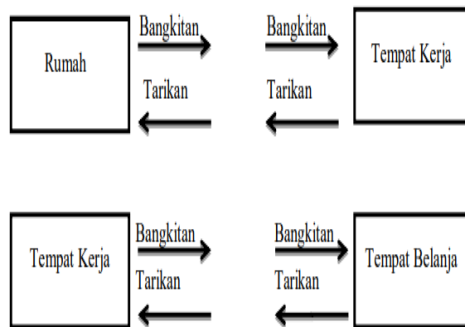 Bangkitan Bangkitan
Rumah Tempat Kerja
Tarikan Tarikan
Bangkitan Bangkitan
Tempat Kerja Tempat Belanja
Tarikan Tarikan